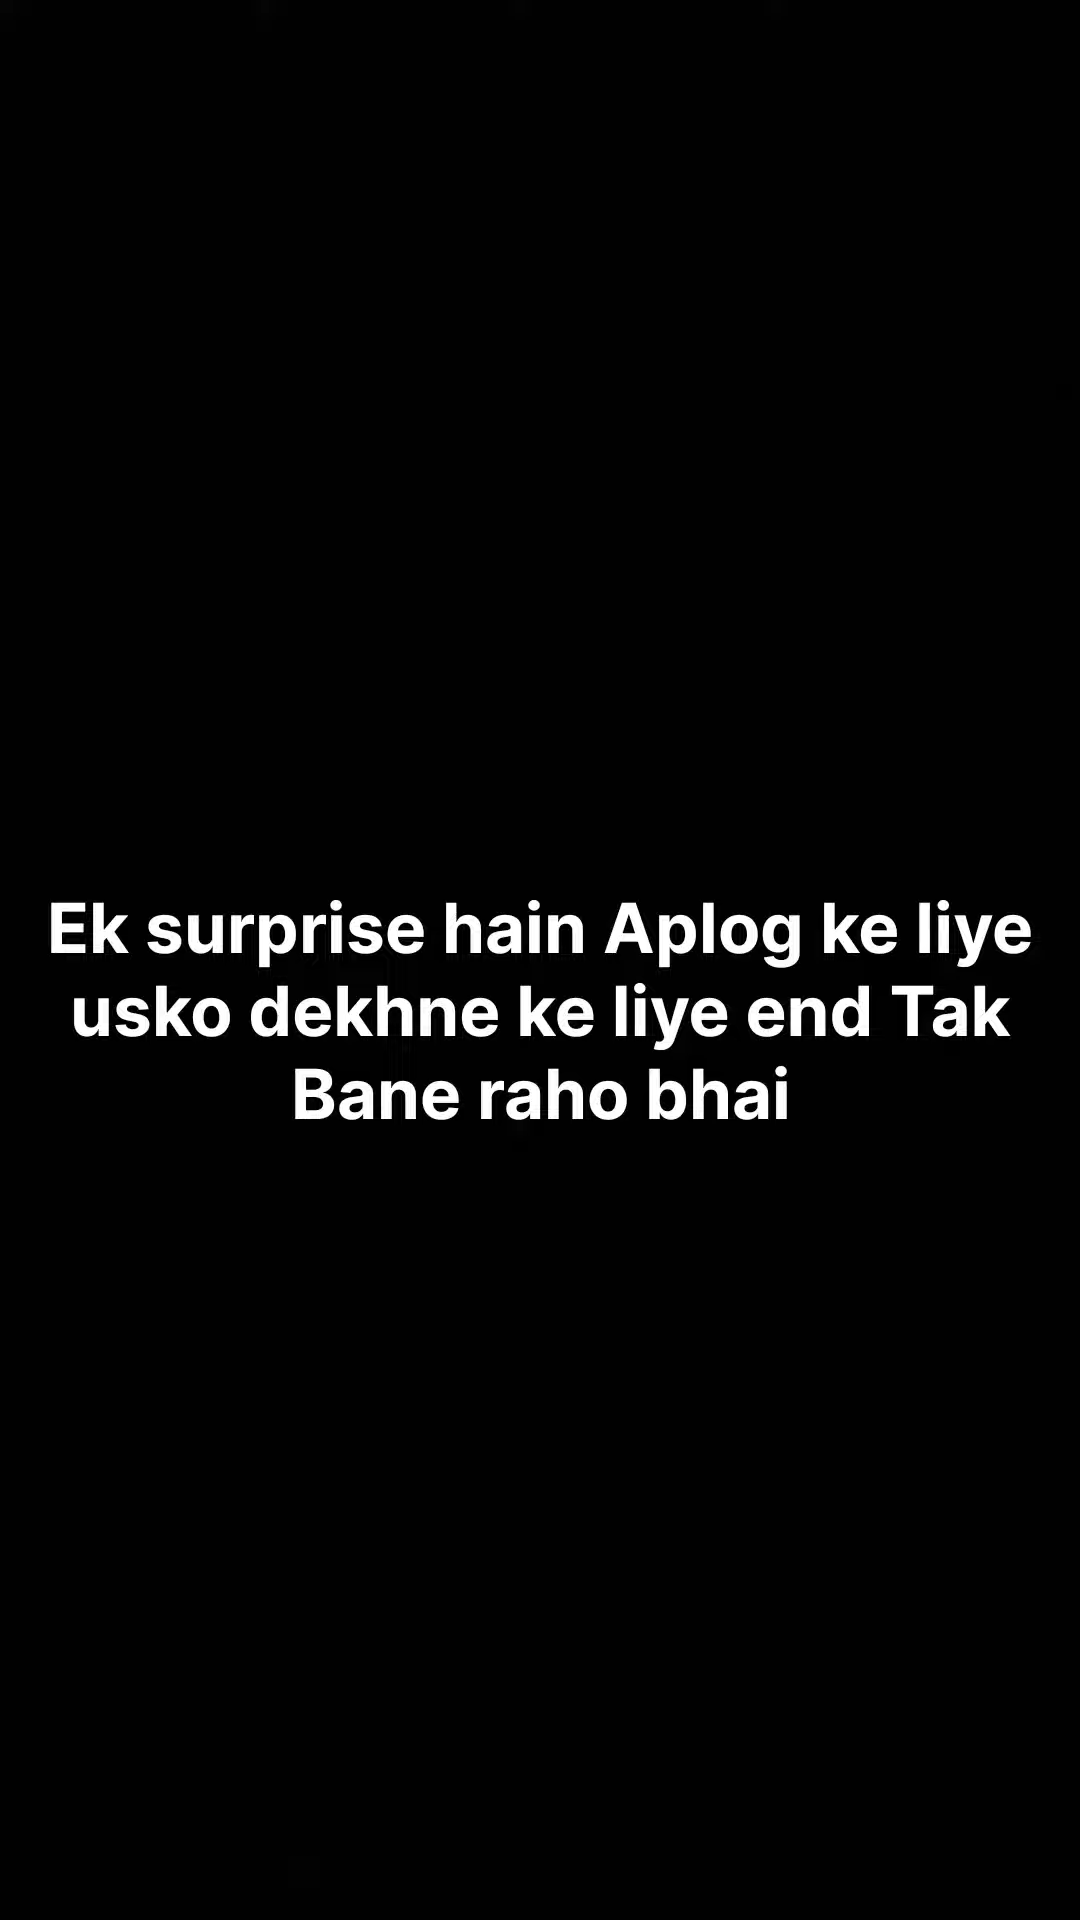 Ek surprise hain Aplog ke liye
usko dekhne ke liye end Tak
Bane raho bhai